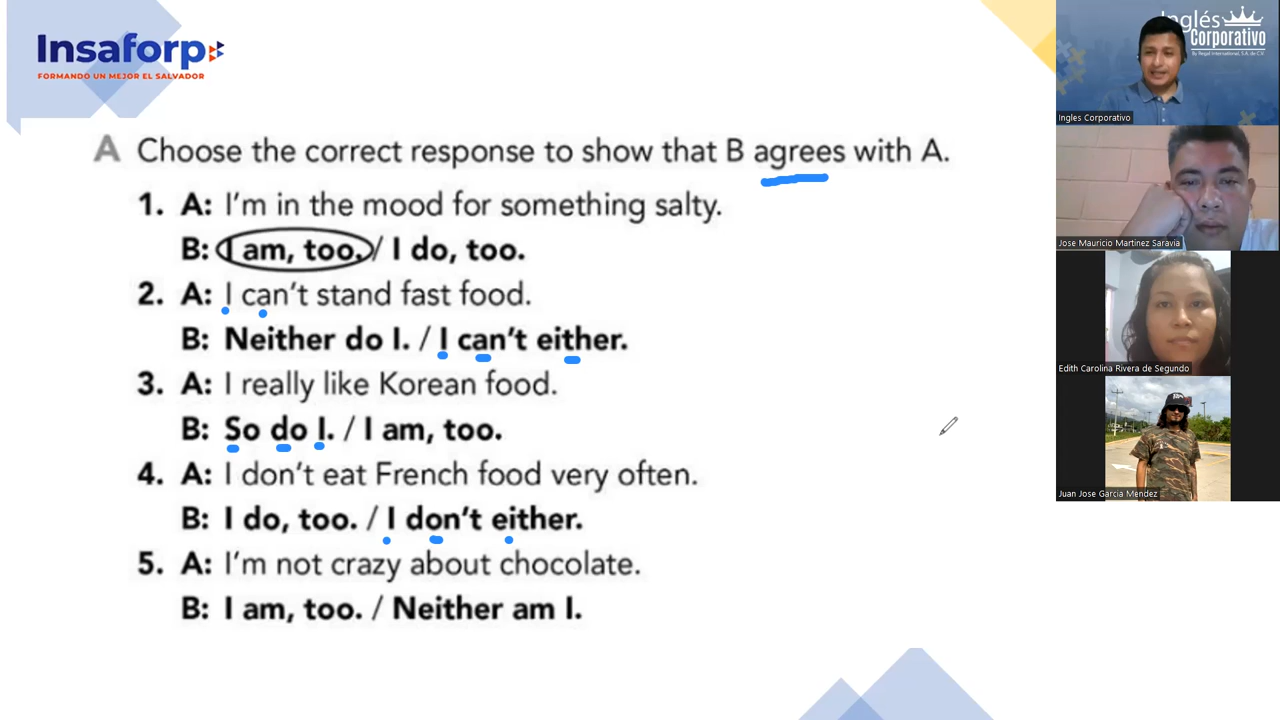 Insaforp
FORMANDO UN MEJOR EL SALVADOR
A Choose the correct response to show that B agrees with A.
1. A: I'm in the mood for something salty.
B: I am, too. / I do, too.
2. A: I can't stand fast food.
B: Neither do I. / I can't either.
3. A: I really like Korean food.
B: So do I. / I am, too.
4. A: I don't eat French food very often.
B: I do, too. / I don't either.
5. A: I'm not crazy about chocolate.
B: I am, too. / Neither am I.
Inglés
Corporativo
By Regal International, S.A. de C.V.
Ingles Corporativo
Jose Mauricio Martinez Saravia
Edith Carolina Rivera de Segundo
Juan Jose Garcia Mendez